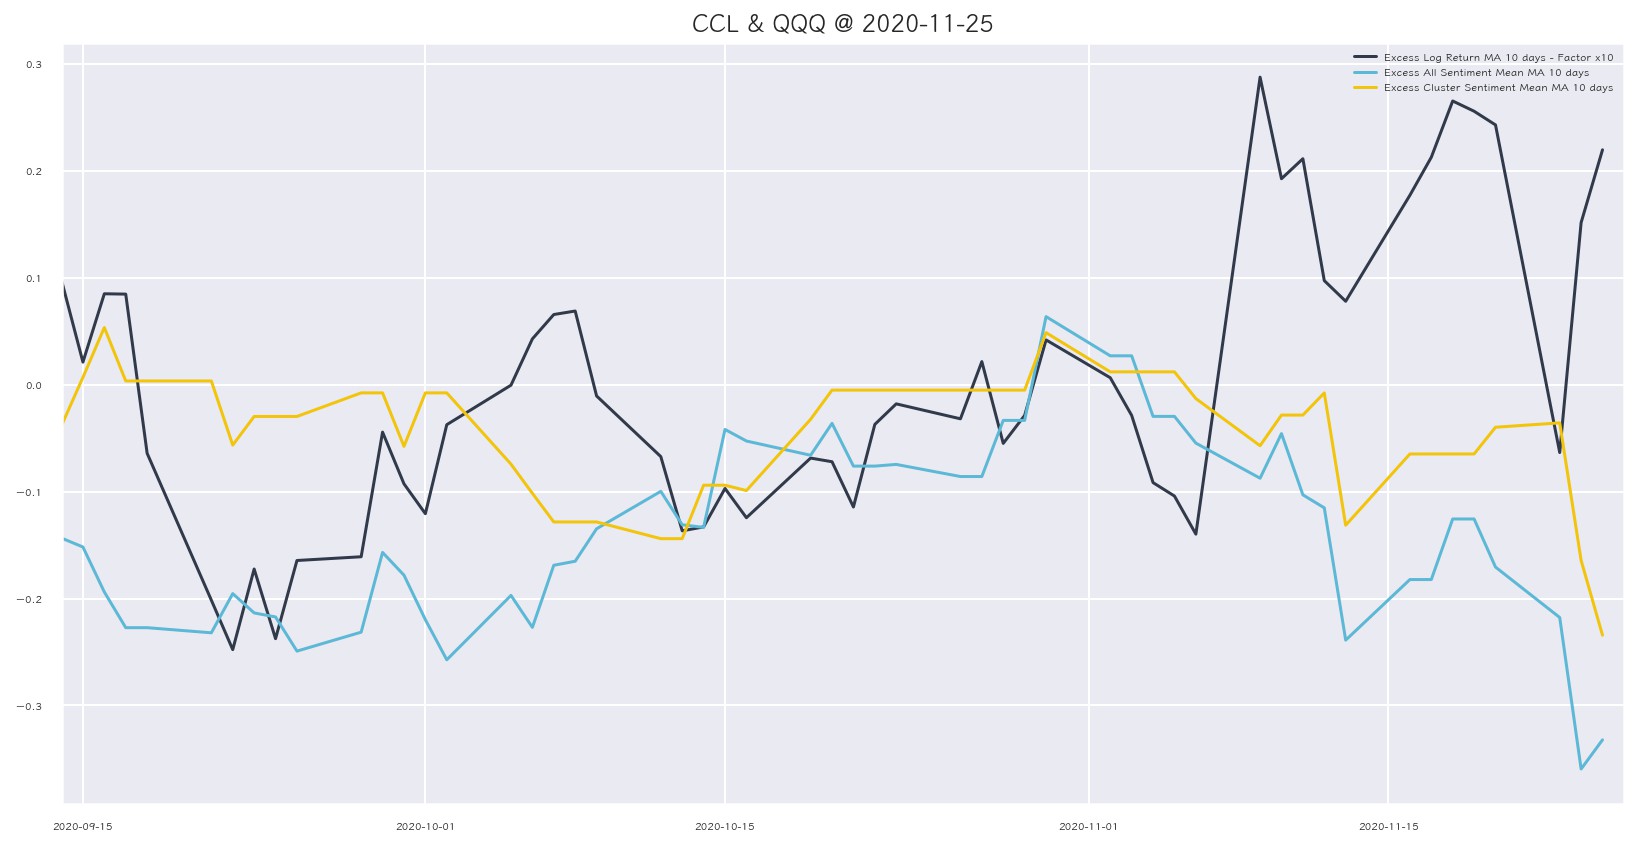 CCL & QQQ @ 2020-11-25
Excess Log Return MA 10 days - Factor x10
Excess All Sentiment Mean MA 10 days
Excess Cluster Sentiment Mean MA 10 days
0.3
0.2
0.1
0.0
−0.1
−0.2
−0.3
2020-09-15 2020-10-01 2020-10-15 2020-11-01 2020-11-15